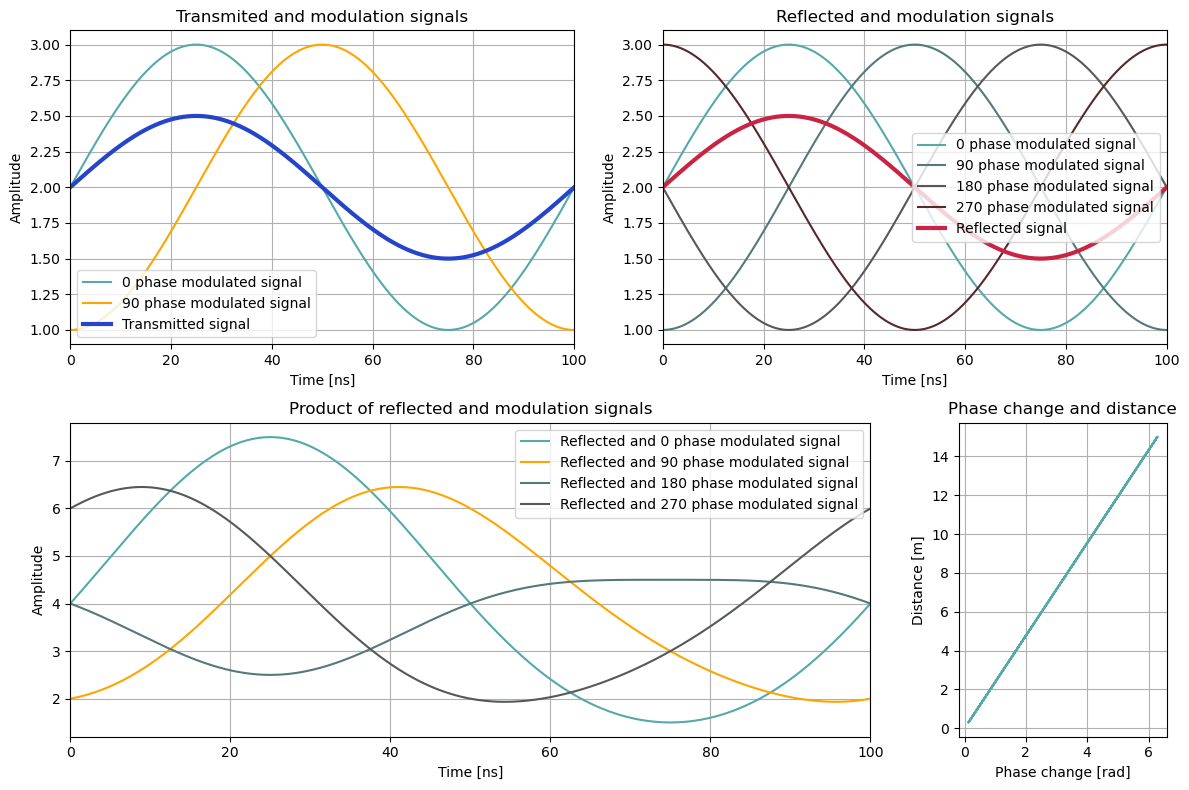 Transmited and modulation signals
Amplitude
3.00
2.75
2.50
2.25
2.00
1.75
1.50
1.25
1.00
0 phase modulated signal
90 phase modulated signal
Transmitted signal
0 20 40 60 80 100
Time [ns]
Reflected and modulation signals
Amplitude
3.00
2.75
2.50
2.25
2.00
1.75
1.50
1.25
1.00
0 phase modulated signal
90 phase modulated signal
180 phase modulated signal
270 phase modulated signal
Reflected signal
0 20 40 60 80 100
Time [ns]
Product of reflected and modulation signals
Amplitude
7
6
5
4
3
2
Reflected and 0 phase modulated signal
Reflected and 90 phase modulated signal
Reflected and 180 phase modulated signal
Reflected and 270 phase modulated signal
0 20 40 60 80 100
Time [ns]
Phase change and distance
Distance [m]
14
12
10
8
6
4
2
0
0 2 4 6
Phase change [rad]